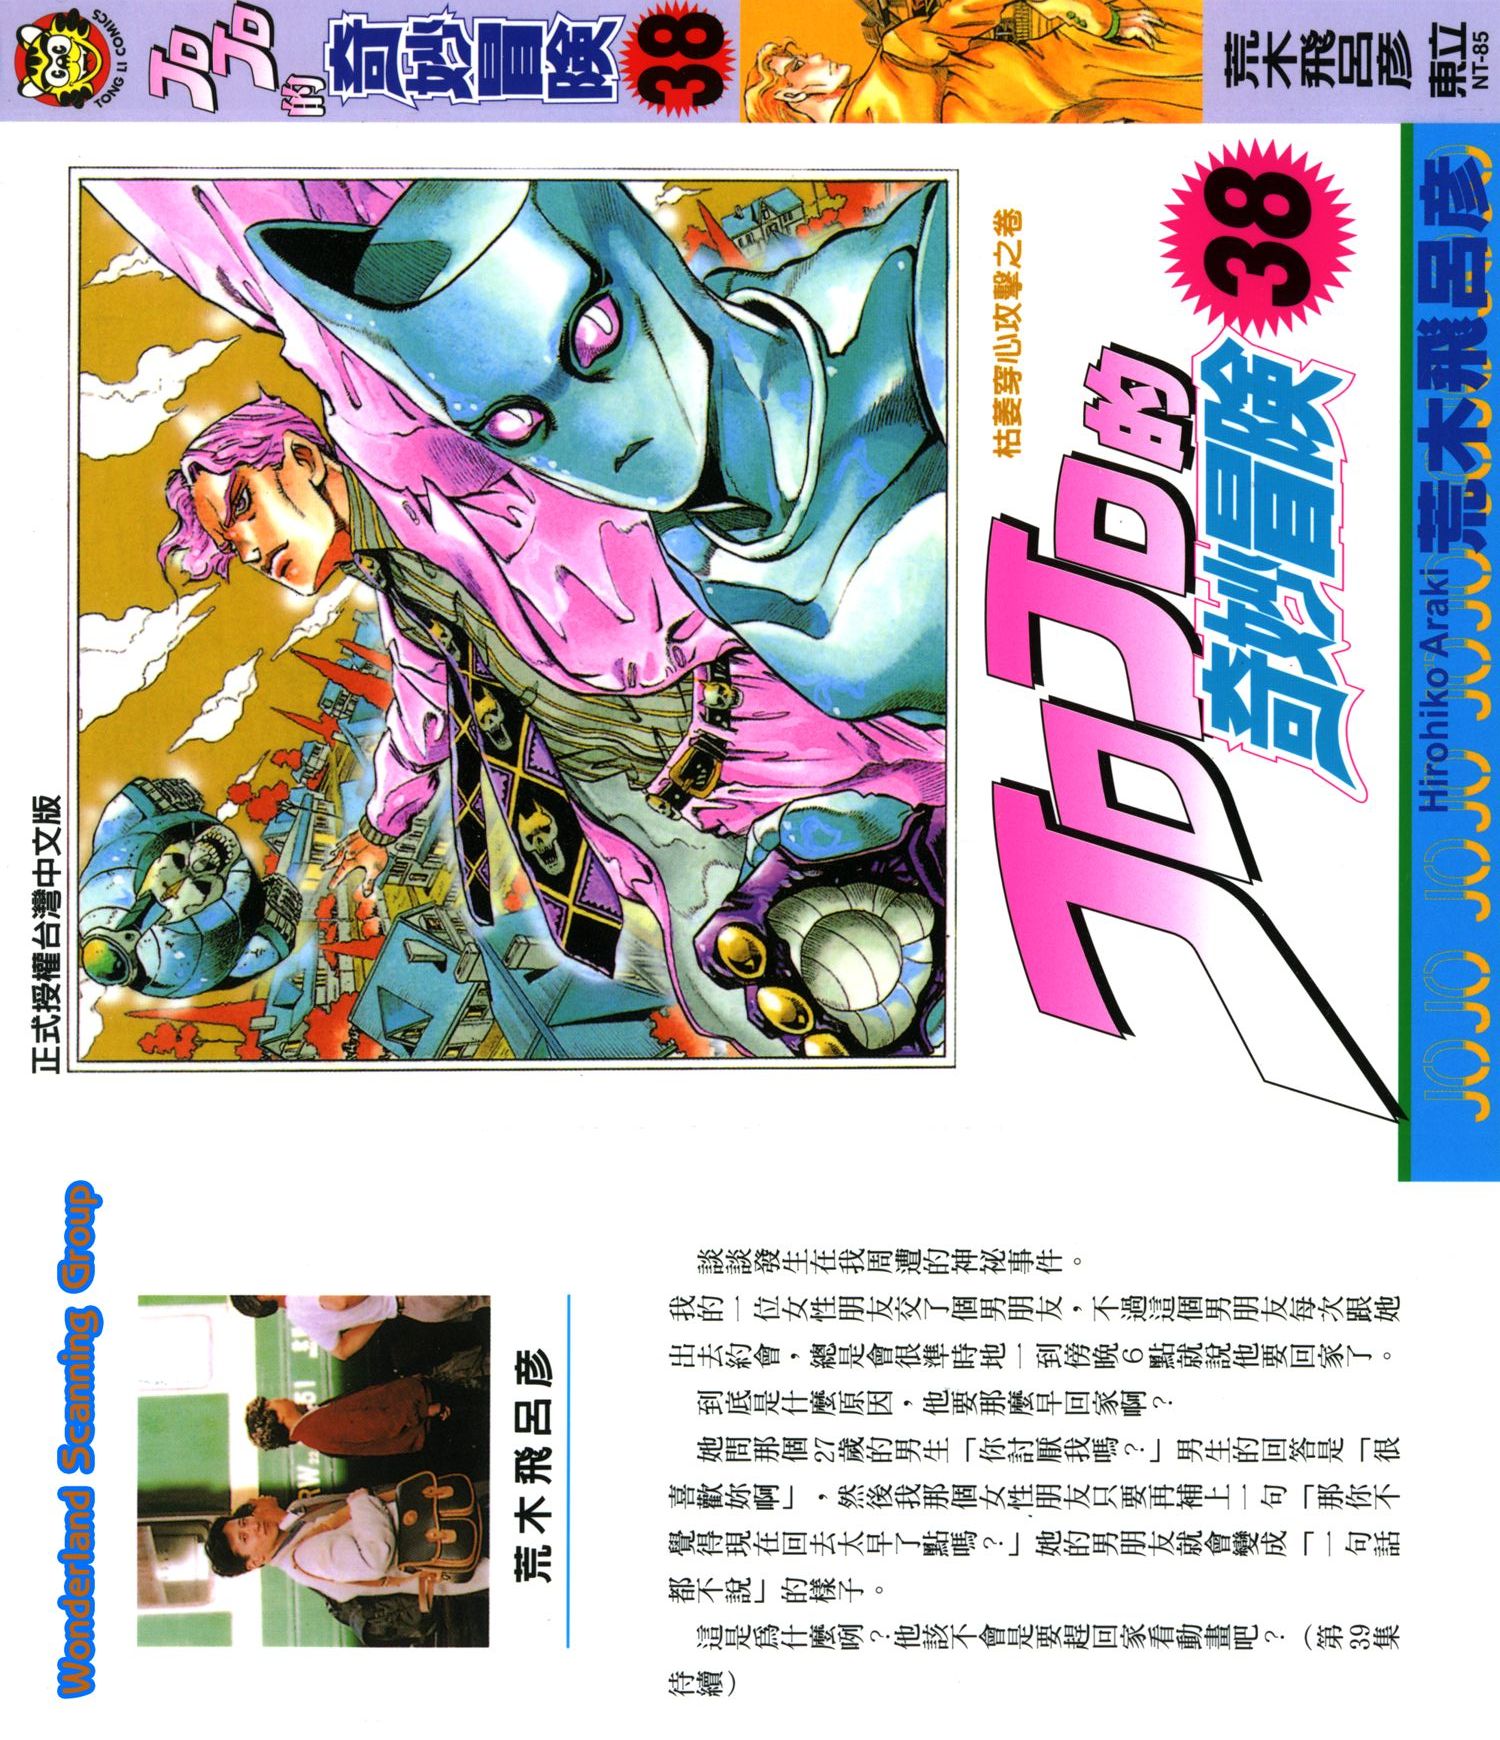 TONG LI COMICS
JOJO的
奇妙冒險
38
荒木飛呂彥
東立
NT-85
荒木飛呂彥
Hirohiko Araki
JOJO JOJO JOJO JOJO JOJO JOJO
38
JOJO的
奇妙冒險
枯萎穿心攻擊之卷
正式授權台灣中文版
Wonderland Scanning Group
荒木飛呂彥
談談發生在我周遭的神祕事件。
我的一位女性朋友交了個男朋友，不過這個男朋友每次跟她
出去約會，總是會很準時地一到傍晚6點就說他要回家了。
到底是什麼原因，他要那麼早回家啊？
她問那個27歲的男生「你討厭我嗎？」男生的回答是「很
喜歡妳啊」，然後我那個女性朋友只要再補上一句「那你不
覺得現在回去太早了點嗎？」她的男朋友就會變成「一句話
都不說」的樣子。
這是為什麼咧？他該不會是要趕回家看動畫吧？（第39集
待續）